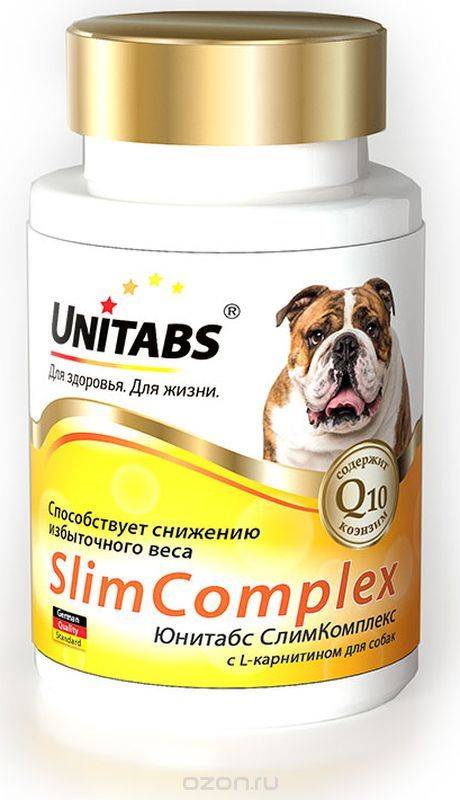 UNITABS®
Для здоровья. Для жизни.
содержит
Q10
коэнзим
Способствует снижению
избыточного веса
SlimComplex
Юнитабс СлимКомплекс
с L-карнитином для собак
German
Quality
Standard
ozon.ru